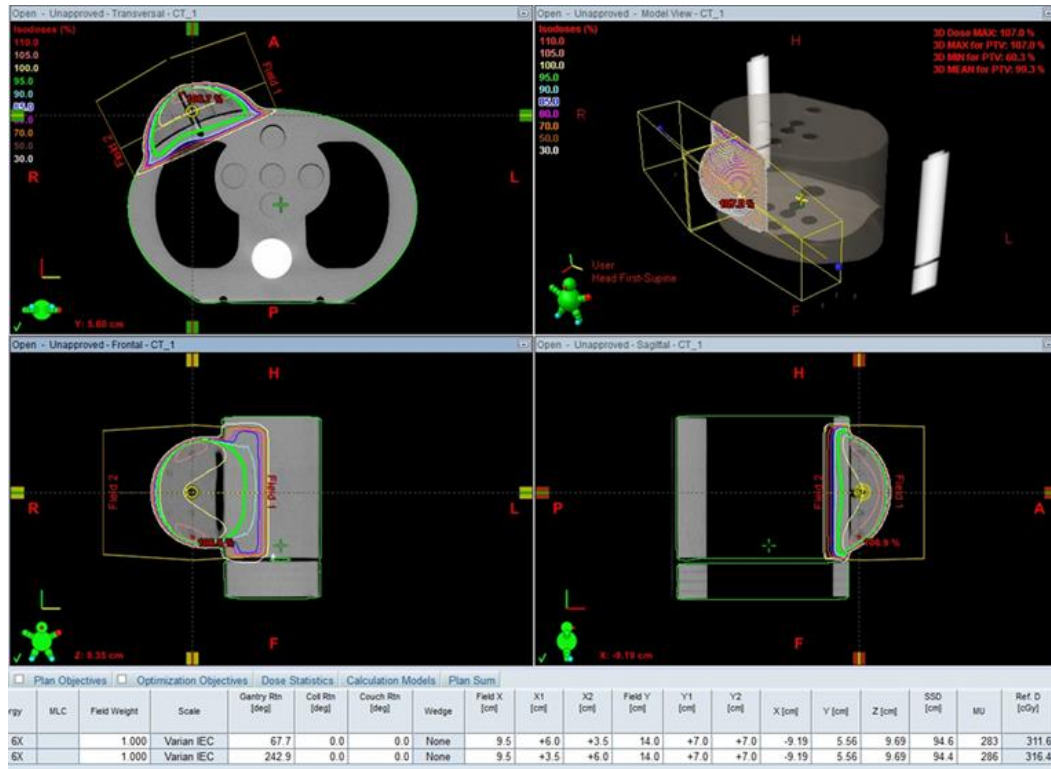 Open - Unapproved - Transversal - CT_1
Isodoses (%)
110.0
105.0
100.0
95.0
90.0
85.0
70.0
50.0
30.0
A
Field 1
Field 2
R
L
P
Y: 5.60 cm
Open - Unapproved - Model View - CT_1
Isodoses (%)
110.0
105.0
100.0
95.0
90.0
85.0
80.0
70.0
50.0
30.0
H
3D Dose MAX: 107.0 %
3D MAX for PTV: 107.0 %
3D MIN for PTV: 60.3 %
3D MEAN for PTV: 99.3 %
R
107.0 %
L
User
Head First-Supine
F
Open - Unapproved - Frontal - CT_1
H
Field 2
Field 1
R
L
F
Open - Unapproved - Sagittal - CT_1
H
Field 2
Field 1
P
A
F
X: -9.19 cm
Plan Objectives Optimization Objectives Dose Statistics Calculation Models Plan Sum
rgy MLC Field Weight Scale Gantry Rtn [deg] Coll Rtn [deg] Couch Rtn [deg] Wedge Field X [cm] X1 [cm] X2 [cm] Field Y [cm] Y1 [cm] Y2 [cm] X [cm] Y [cm] Z [cm] SSD [cm] MU Ref. D [cGy]
6X 1.000 Varian IEC 67.7 0.0 0.0 None 9.5 +6.0 +3.5 14.0 +7.0 +7.0 -9.19 5.56 9.69 94.6 283 311.6
6X 1.000 Varian IEC 242.9 0.0 0.0 None 9.5 +3.5 +6.0 14.0 +7.0 +7.0 -9.19 5.56 9.69 94.4 286 316.4